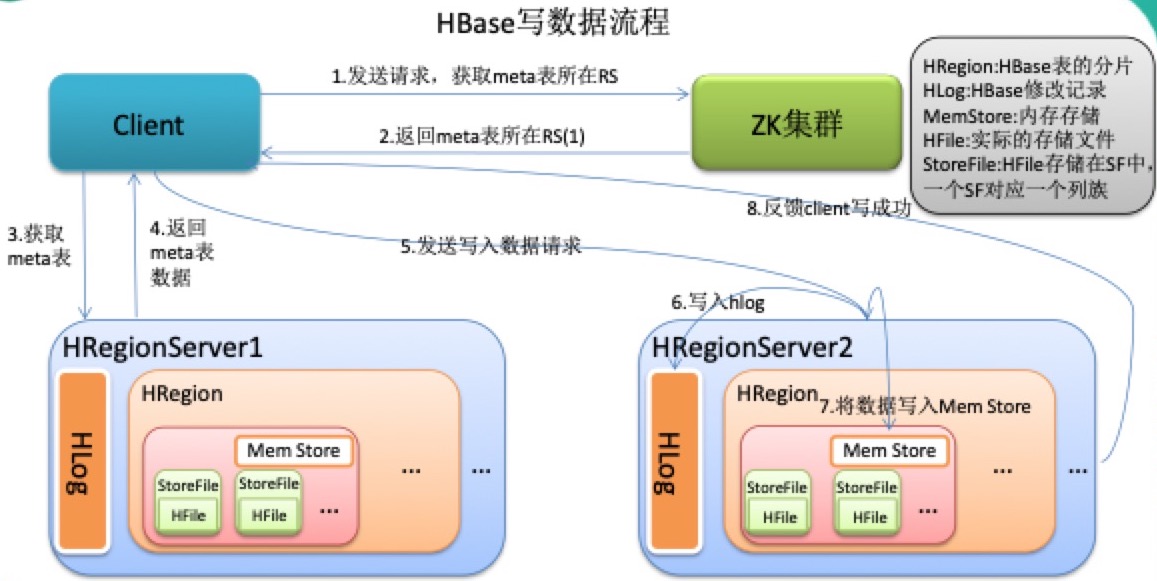 HBase写数据流程
1.发送请求，获取meta表所在RS
Client
ZK集群
2.返回meta表所在RS(1)
HRegion:HBase表的分片
HLog:HBase修改记录
MemStore:内存存储
HFile:实际的存储文件
StoreFile:HFile存储在SF中，
一个SF对应一个列族
8.反馈client写成功
3.获取
meta表
4.返回
meta表
数据
5.发送写入数据请求
6.写入hlog
HRegionServer1
HLog
HRegion
Mem Store
StoreFile
HFile
StoreFile
HFile
...
...
...
HRegionServer2
HLog
HRegion
7.将数据写入Mem Store
Mem Store
StoreFile
HFile
StoreFile
HFile
...
...
...